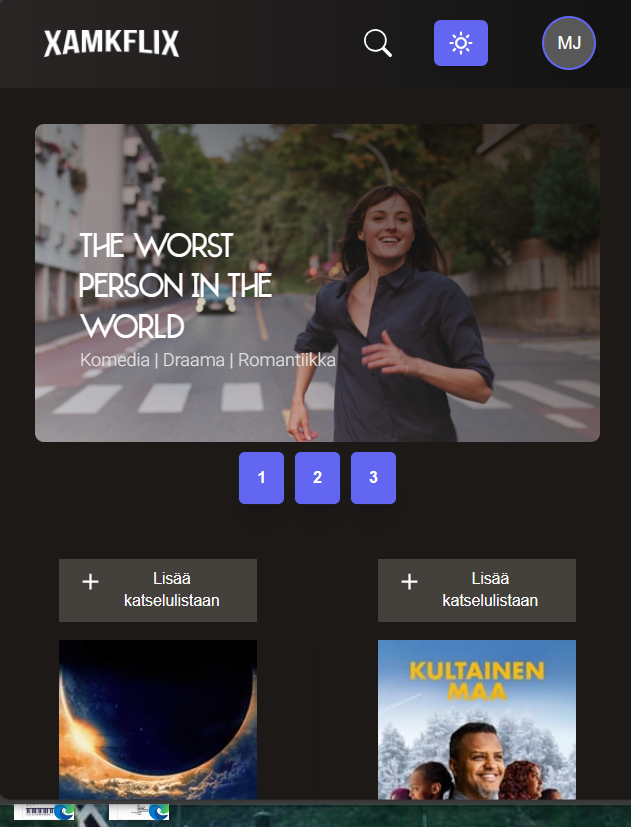 XAMKFLIX
MJ
THE WORST
PERSON IN THE
WORLD
Komedia | Draama | Romantiikka
1 2 3
Lisää
katselulistaan
Lisää
katselulistaan
KULTAINEN
MAA